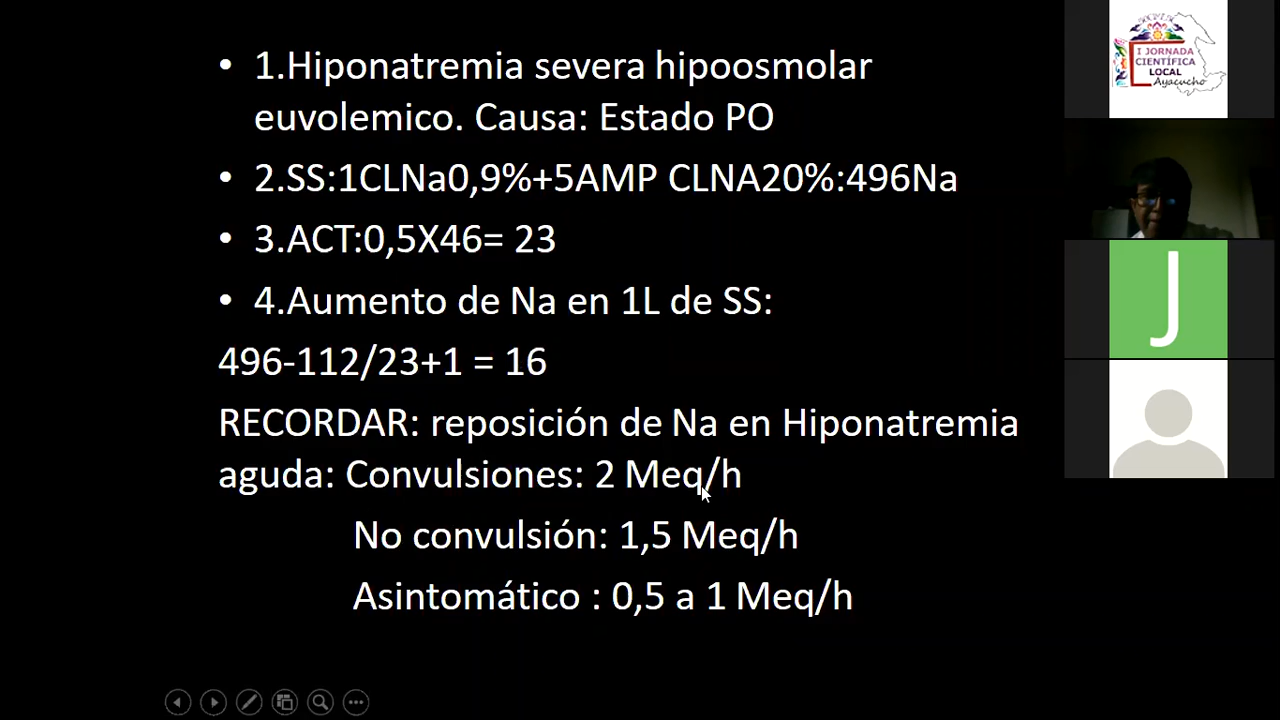 • 1.Hiponatremia severa hipoosmolar
euvolemico. Causa: Estado PO
• 2.SS:1CLNa0,9%+5AMP CLNA20%:496Na
• 3.ACT:0,5X46= 23
• 4.Aumento de Na en 1L de SS:
496-112/23+1 = 16
RECORDAR: reposición de Na en Hiponatremia
aguda: Convulsiones: 2 Meq/h
No convulsión: 1,5 Meq/h
Asintomático : 0,5 a 1 Meq/h
I JORNADA
CIENTÍFICA
LOCAL
Ayacucho
J